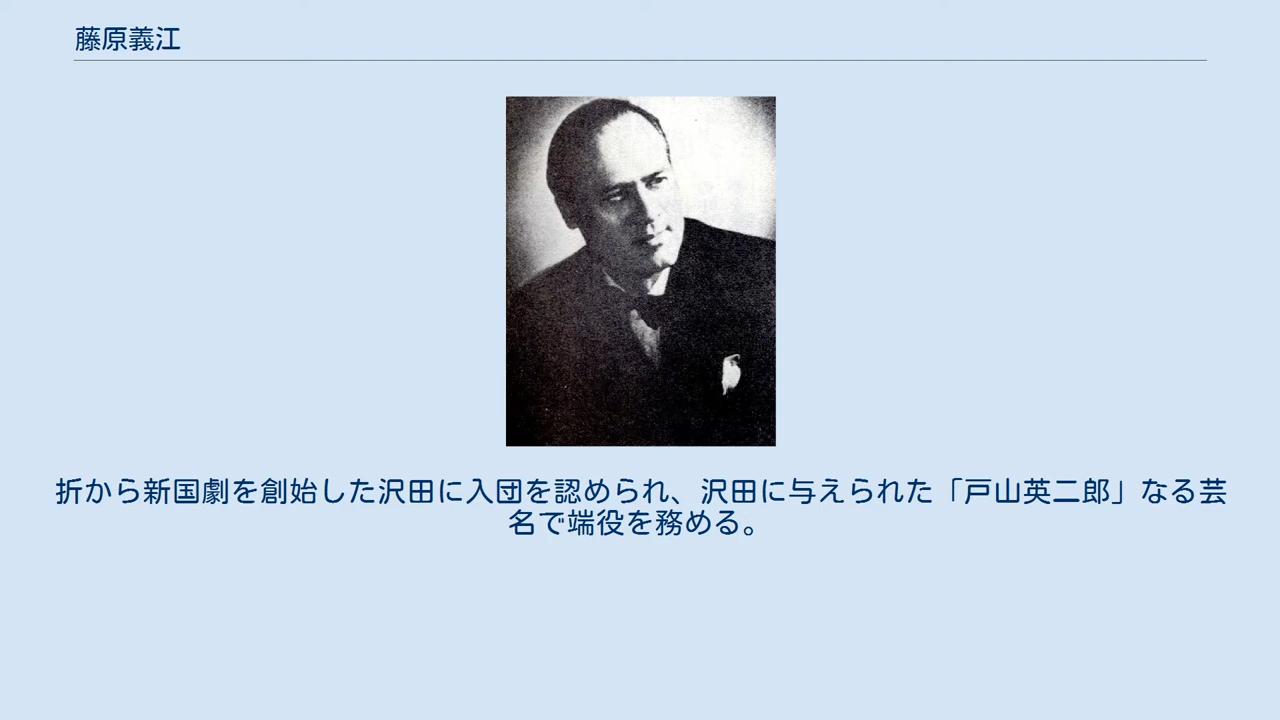 藤原義江
折から新国劇を創始した沢田に入団を認められ、沢田に与えられた「戸山英二郎」なる芸
名で端役を務める。